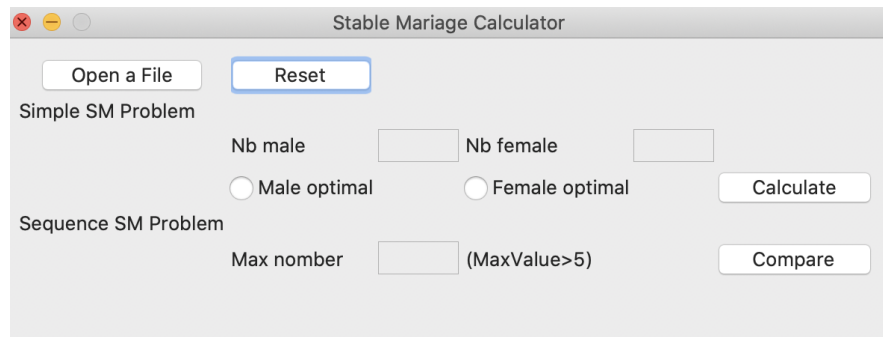 Stable Mariage Calculator
Open a File Reset
Simple SM Problem
Nb male Nb female
Male optimal Female optimal Calculate
Sequence SM Problem
Max nomber (MaxValue>5) Compare